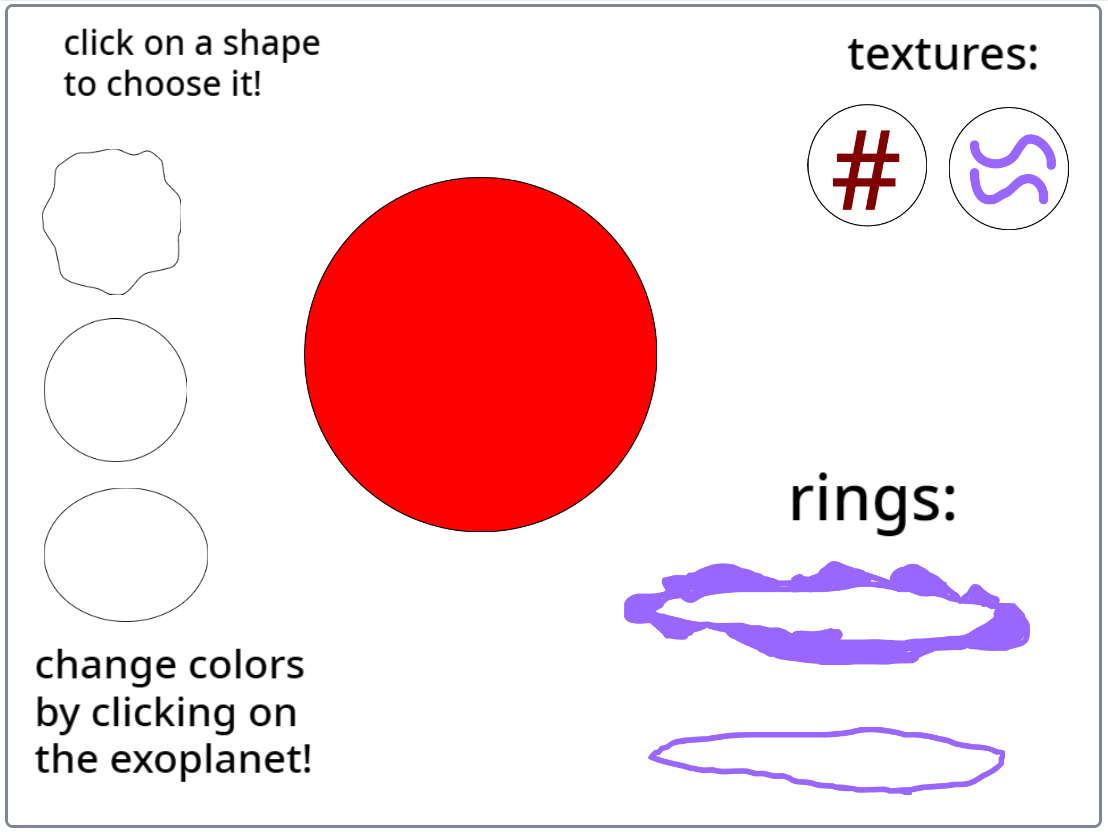 click on a shape
to choose it!
textures:
#
rings:
change colors
by clicking on
the exoplanet!